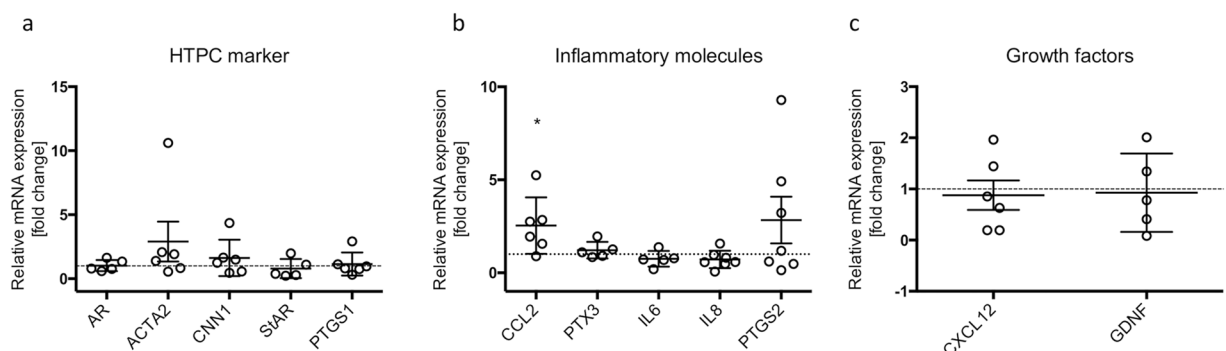 a
HTPC marker
Relative mRNA expression
[fold change]
15
10
5
0
AR
ACTA2
CNN1
StAR
PTGS1
b
Inflammatory molecules
Relative mRNA expression
[fold change]
10
5
0
*
CCL2
PTX3
IL6
IL8
PTGS2
c
Growth factors
Relative mRNA expression
[fold change]
3
2
1
0
-1
CXCL12
GDNF